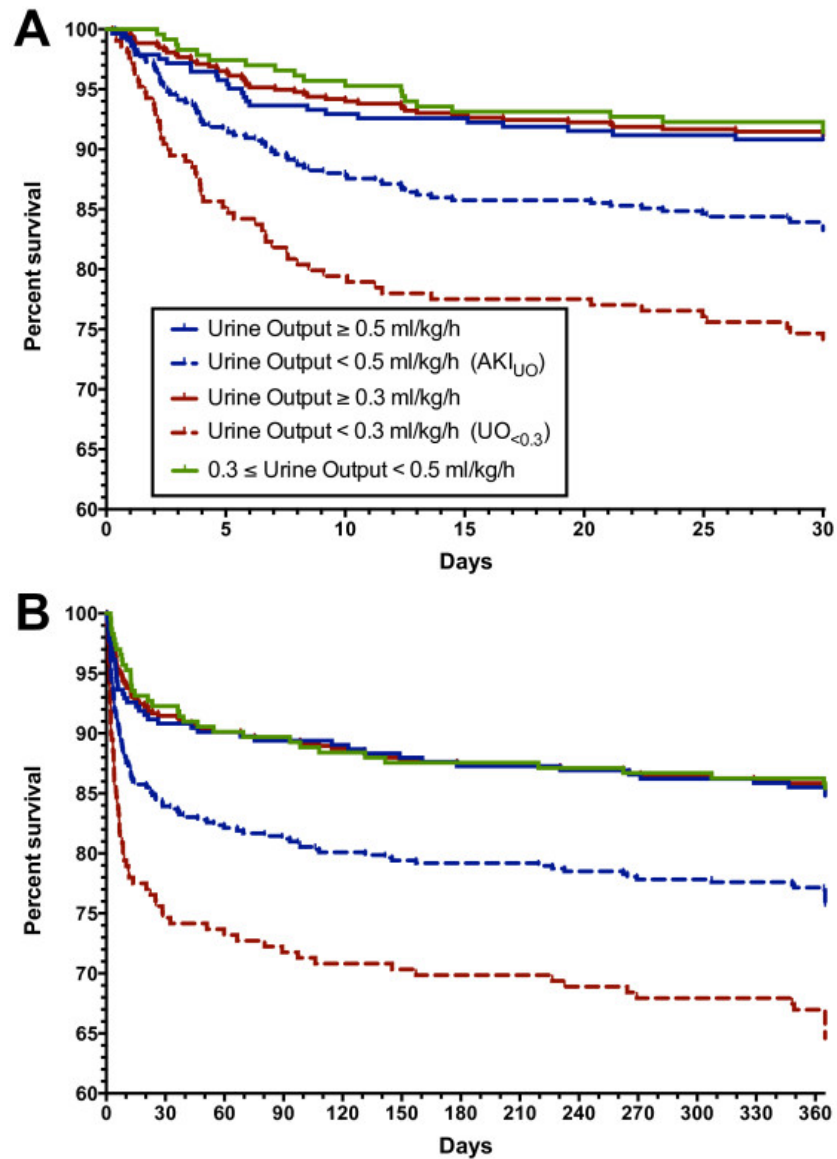 A
100
95
90
85
80
75
70
65
60
Percent survival
Urine Output ≥ 0.5 ml/kg/h
Urine Output < 0.5 ml/kg/h (AKIUO)
Urine Output ≥ 0.3 ml/kg/h
Urine Output < 0.3 ml/kg/h (UO<0.3)
0.3 ≤ Urine Output < 0.5 ml/kg/h
0 5 10 15 20 25 30
Days
B
100
95
90
85
80
75
70
65
60
Percent survival
0 30 60 90 120 150 180 210 240 270 300 330 360
Days